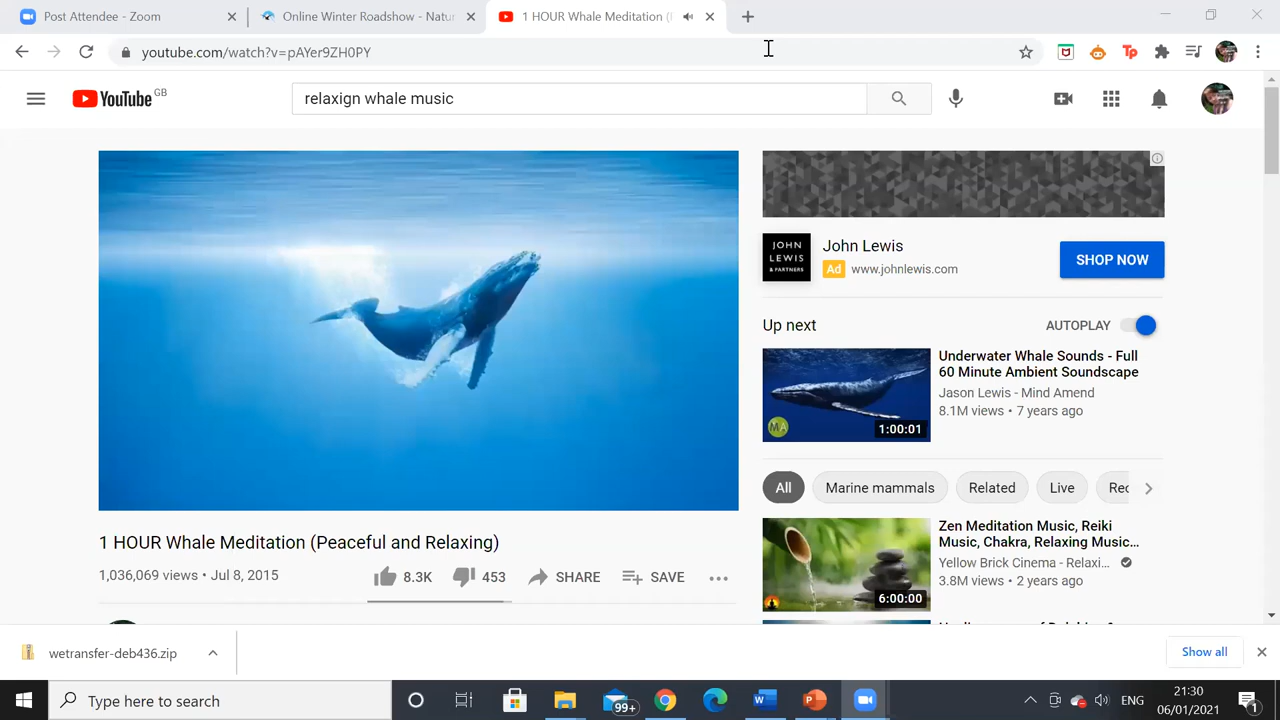 Post Attendee - Zoom
Online Winter Roadshow - Natur
1 HOUR Whale Meditation (
youtube.com/watch?v=pAYer9ZH0PY
YouTube GB
relaxign whale music
JOHN LEWIS & PARTNERS
John Lewis
Ad www.johnlewis.com
SHOP NOW
Up next
AUTOPLAY
Underwater Whale Sounds - Full
60 Minute Ambient Soundscape
Jason Lewis - Mind Amend
8.1M views • 7 years ago
MA
1:00:01
All
Marine mammals
Related
Live
Rec
Zen Meditation Music, Reiki
Music, Chakra, Relaxing Music...
Yellow Brick Cinema - Relaxi...
3.8M views • 2 years ago
6:00:00
1 HOUR Whale Meditation (Peaceful and Relaxing)
1,036,069 views • Jul 8, 2015
8.3K
453
SHARE
SAVE
wetransfer-deb436.zip
Show all
Type here to search
99+
ENG
21:30
06/01/2021
1